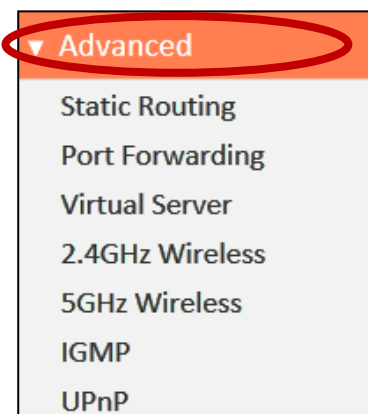 ▼ Advanced
Static Routing
Port Forwarding
Virtual Server
2.4GHz Wireless
5GHz Wireless
IGMP
UPnP